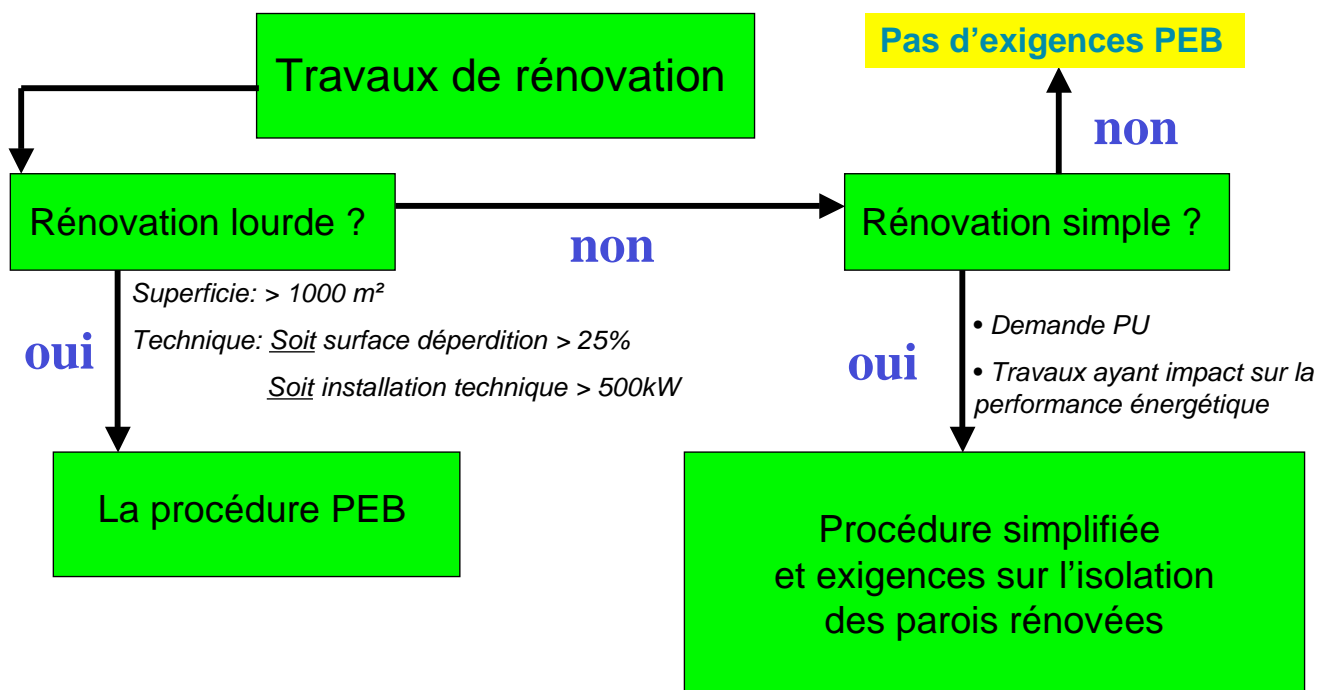 Travaux de rénovation
Pas d’exigences PEB
non
Rénovation lourde ?
non
Rénovation simple ?
oui
Superficie: > 1000 m²
Technique: Soit surface déperdition > 25%
Soit installation technique > 500kW
oui
• Demande PU
• Travaux ayant impact sur la
performance énergétique
La procédure PEB
Procédure simplifiée
et exigences sur l’isolation
des parois rénovées